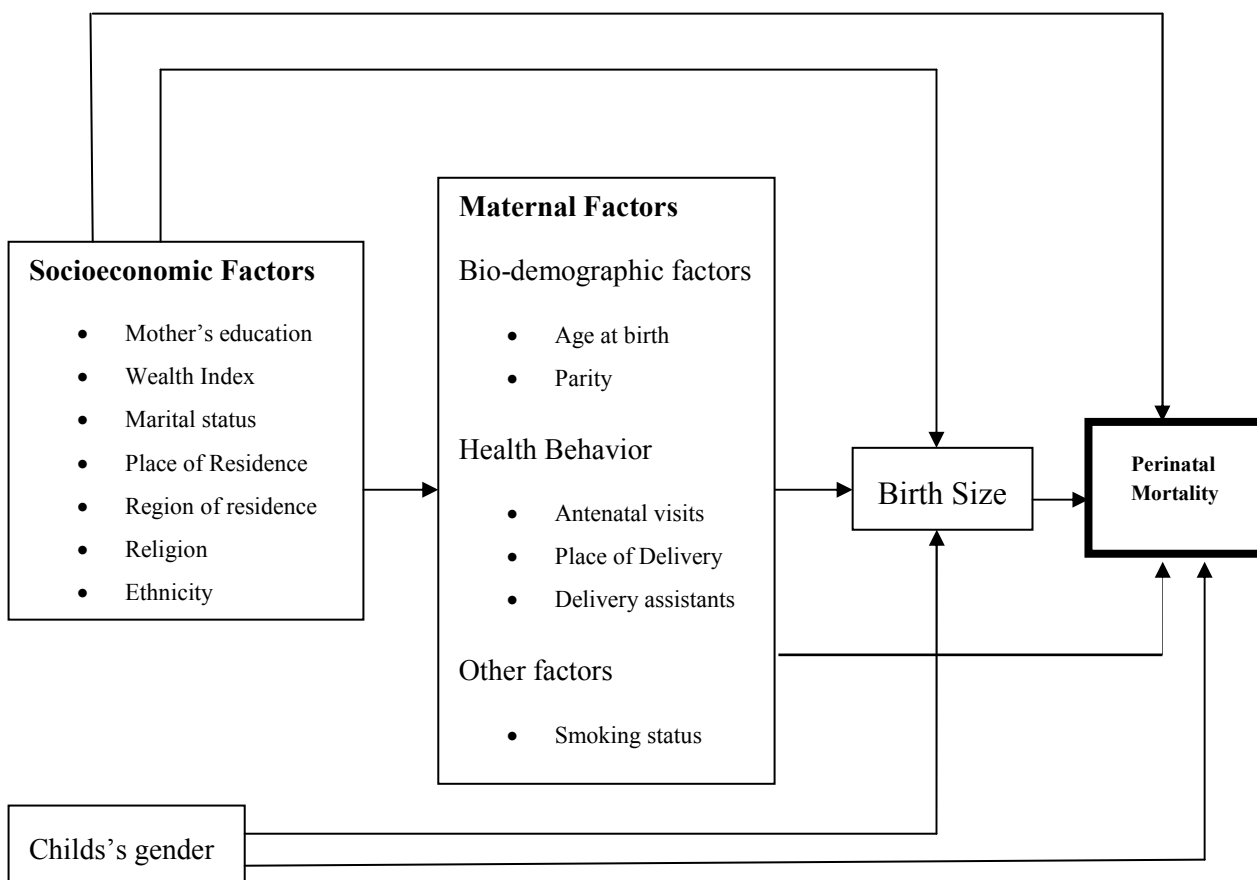 Socioeconomic Factors
• Mother’s education
• Wealth Index
• Marital status
• Place of Residence
• Region of residence
• Religion
• Ethnicity
Maternal Factors
Bio-demographic factors
• Age at birth
• Parity
Health Behavior
• Antenatal visits
• Place of Delivery
• Delivery assistants
Other factors
• Smoking status
Birth Size
Perinatal
Mortality
Childs’s gender